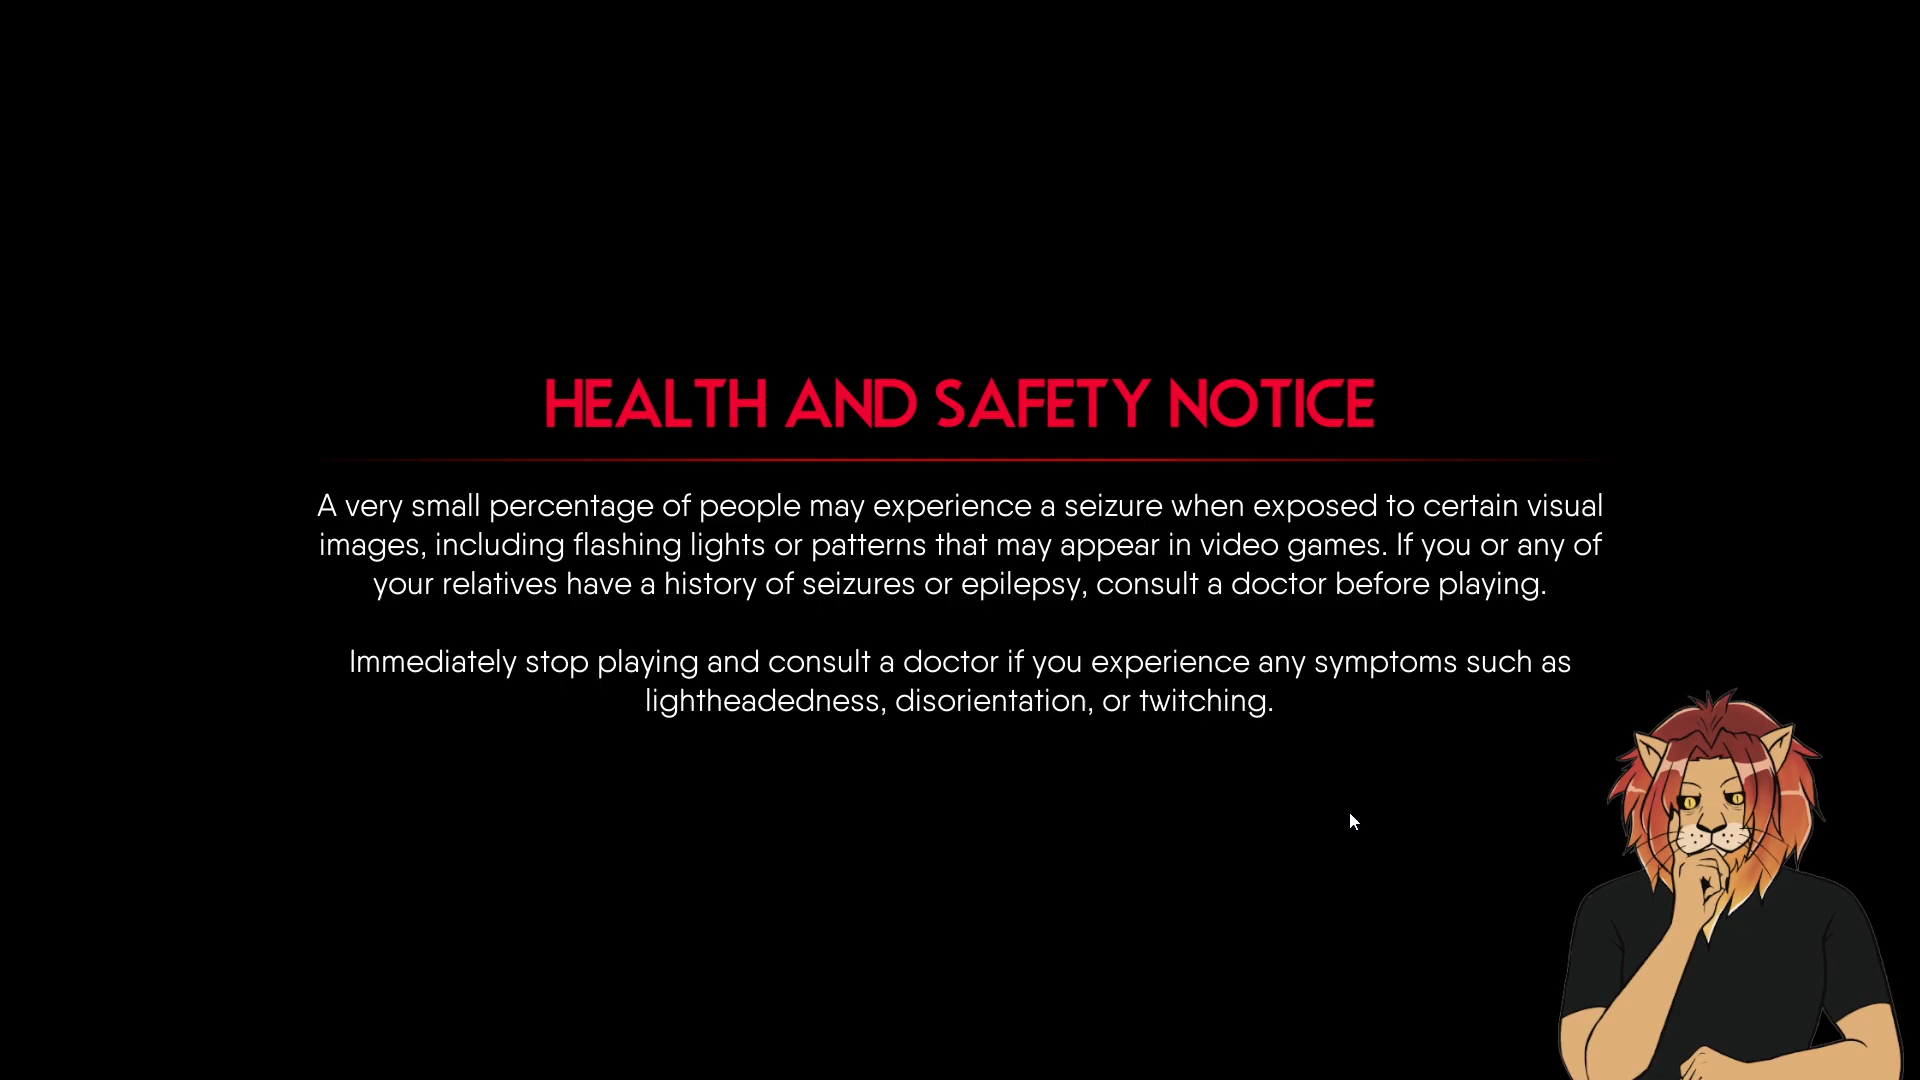 HEALTH AND SAFETY NOTICE
A very small percentage of people may experience a seizure when exposed to certain visual
images, including flashing lights or patterns that may appear in video games. If you or any of
your relatives have a history of seizures or epilepsy, consult a doctor before playing.
Immediately stop playing and consult a doctor if you experience any symptoms such as
lightheadedness, disorientation, or twitching.